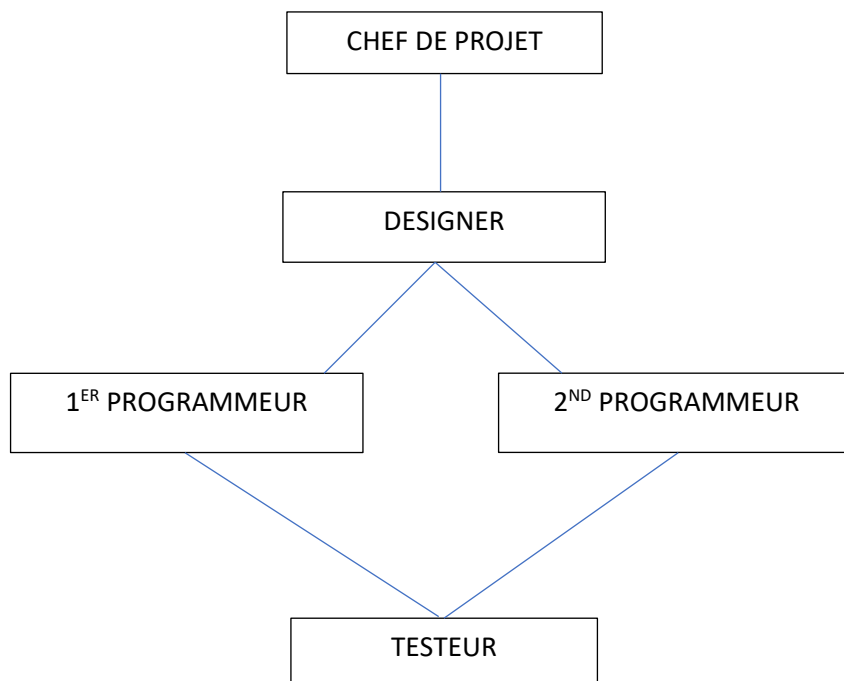 CHEF DE PROJET
DESIGNER
1ER PROGRAMMEUR
2ND PROGRAMMEUR
TESTEUR